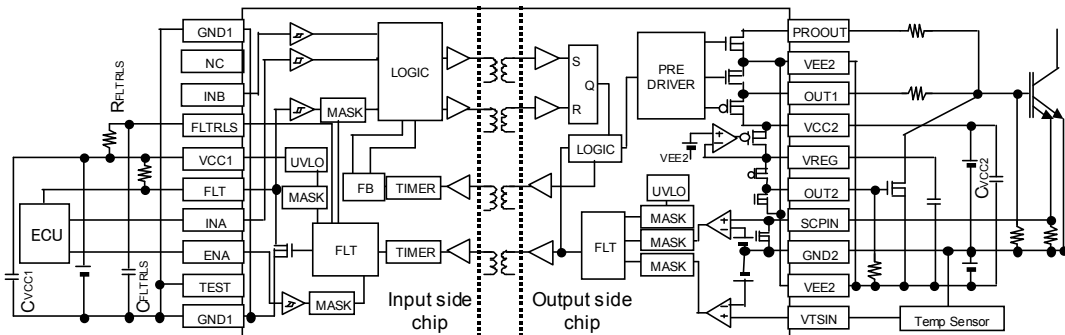 GND1
NC
INB
FLTRLS
VCC1
FLT
INA
ENA
TEST
GND1
RFLTRLS
ECU
CVCC1
CFLTRLS
LOGIC
MASK
UVLO
MASK
FB
TIMER
FLT
TIMER
MASK
Input side
chip
Output side
chip
S
Q
R
PRE
DRIVER
LOGIC
VEE2
UVLO
MASK
MASK
MASK
FLT
PROOUT
VEE2
OUT1
VCC2
VREG
OUT2
SCPIN
GND2
VEE2
VTSIN
CVCC2
Temp Sensor